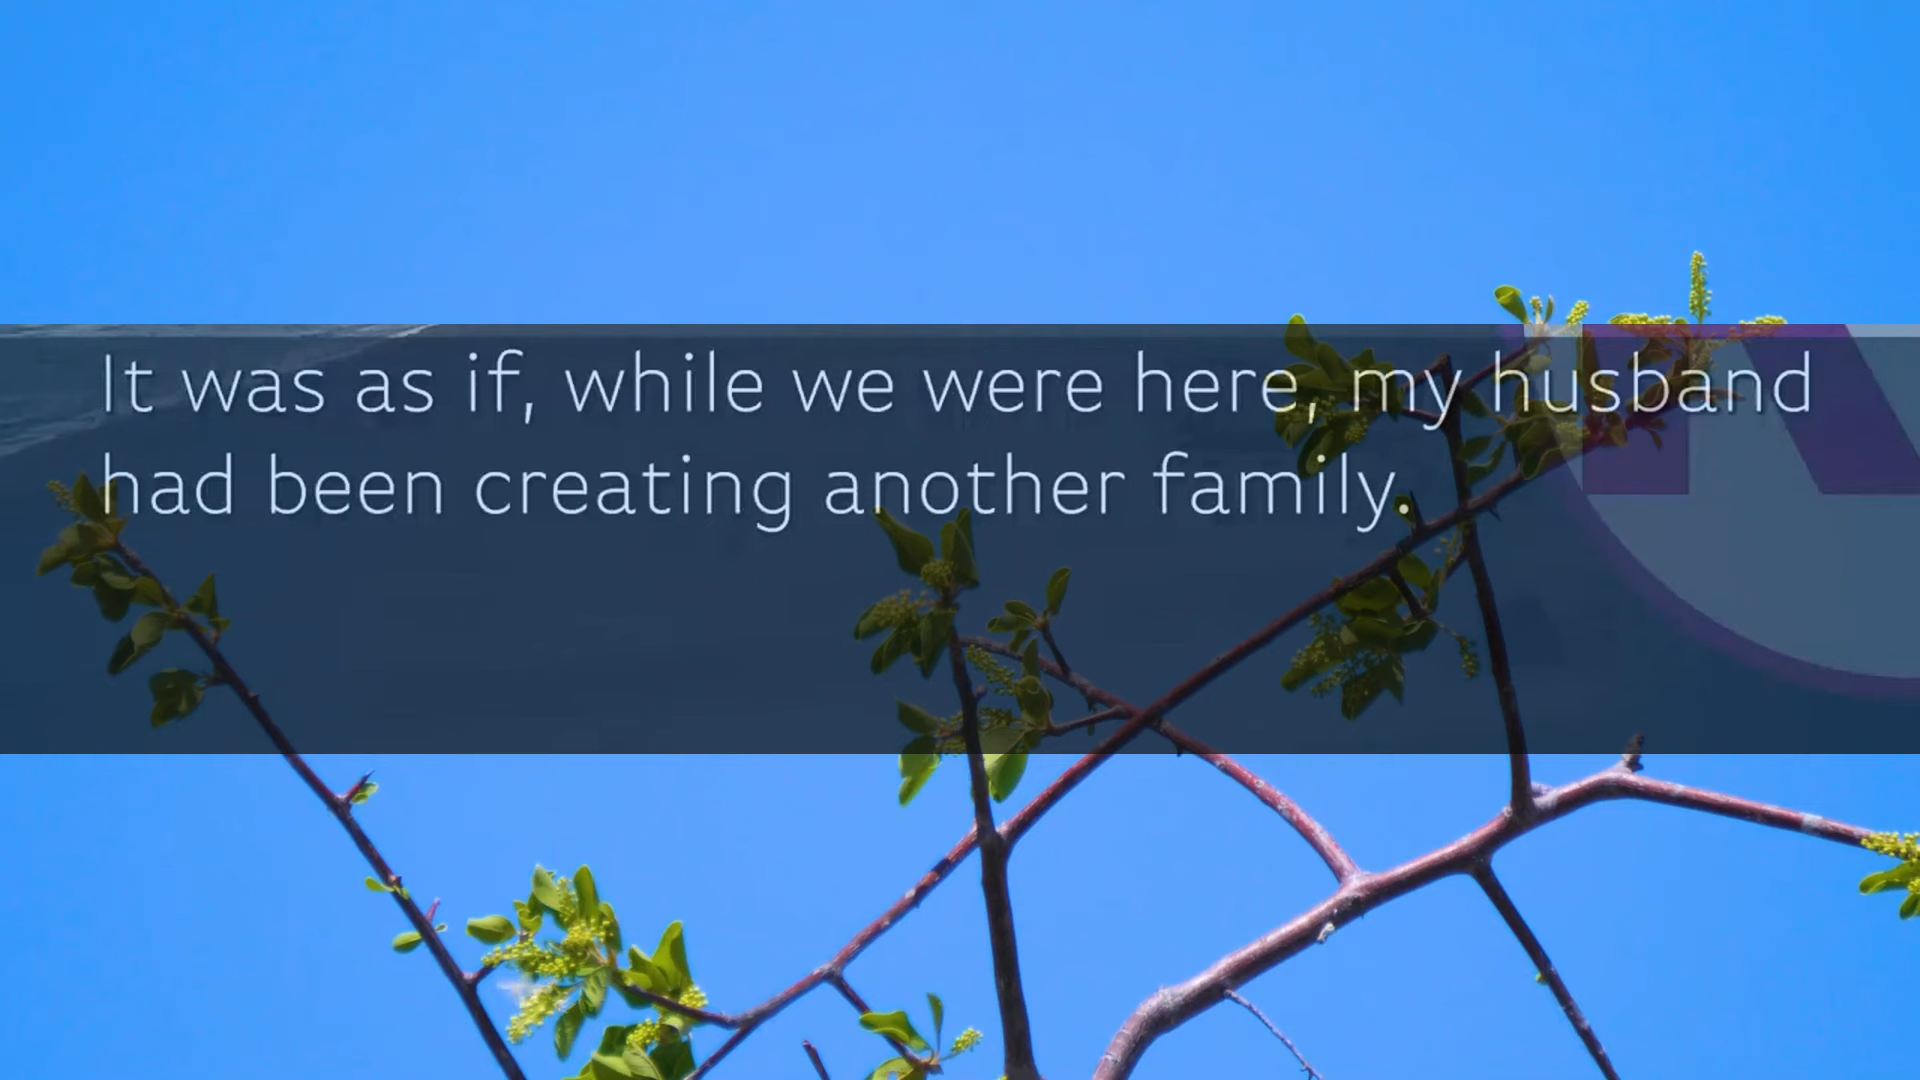 It was as if, while we were here, my husband
had been creating another family.